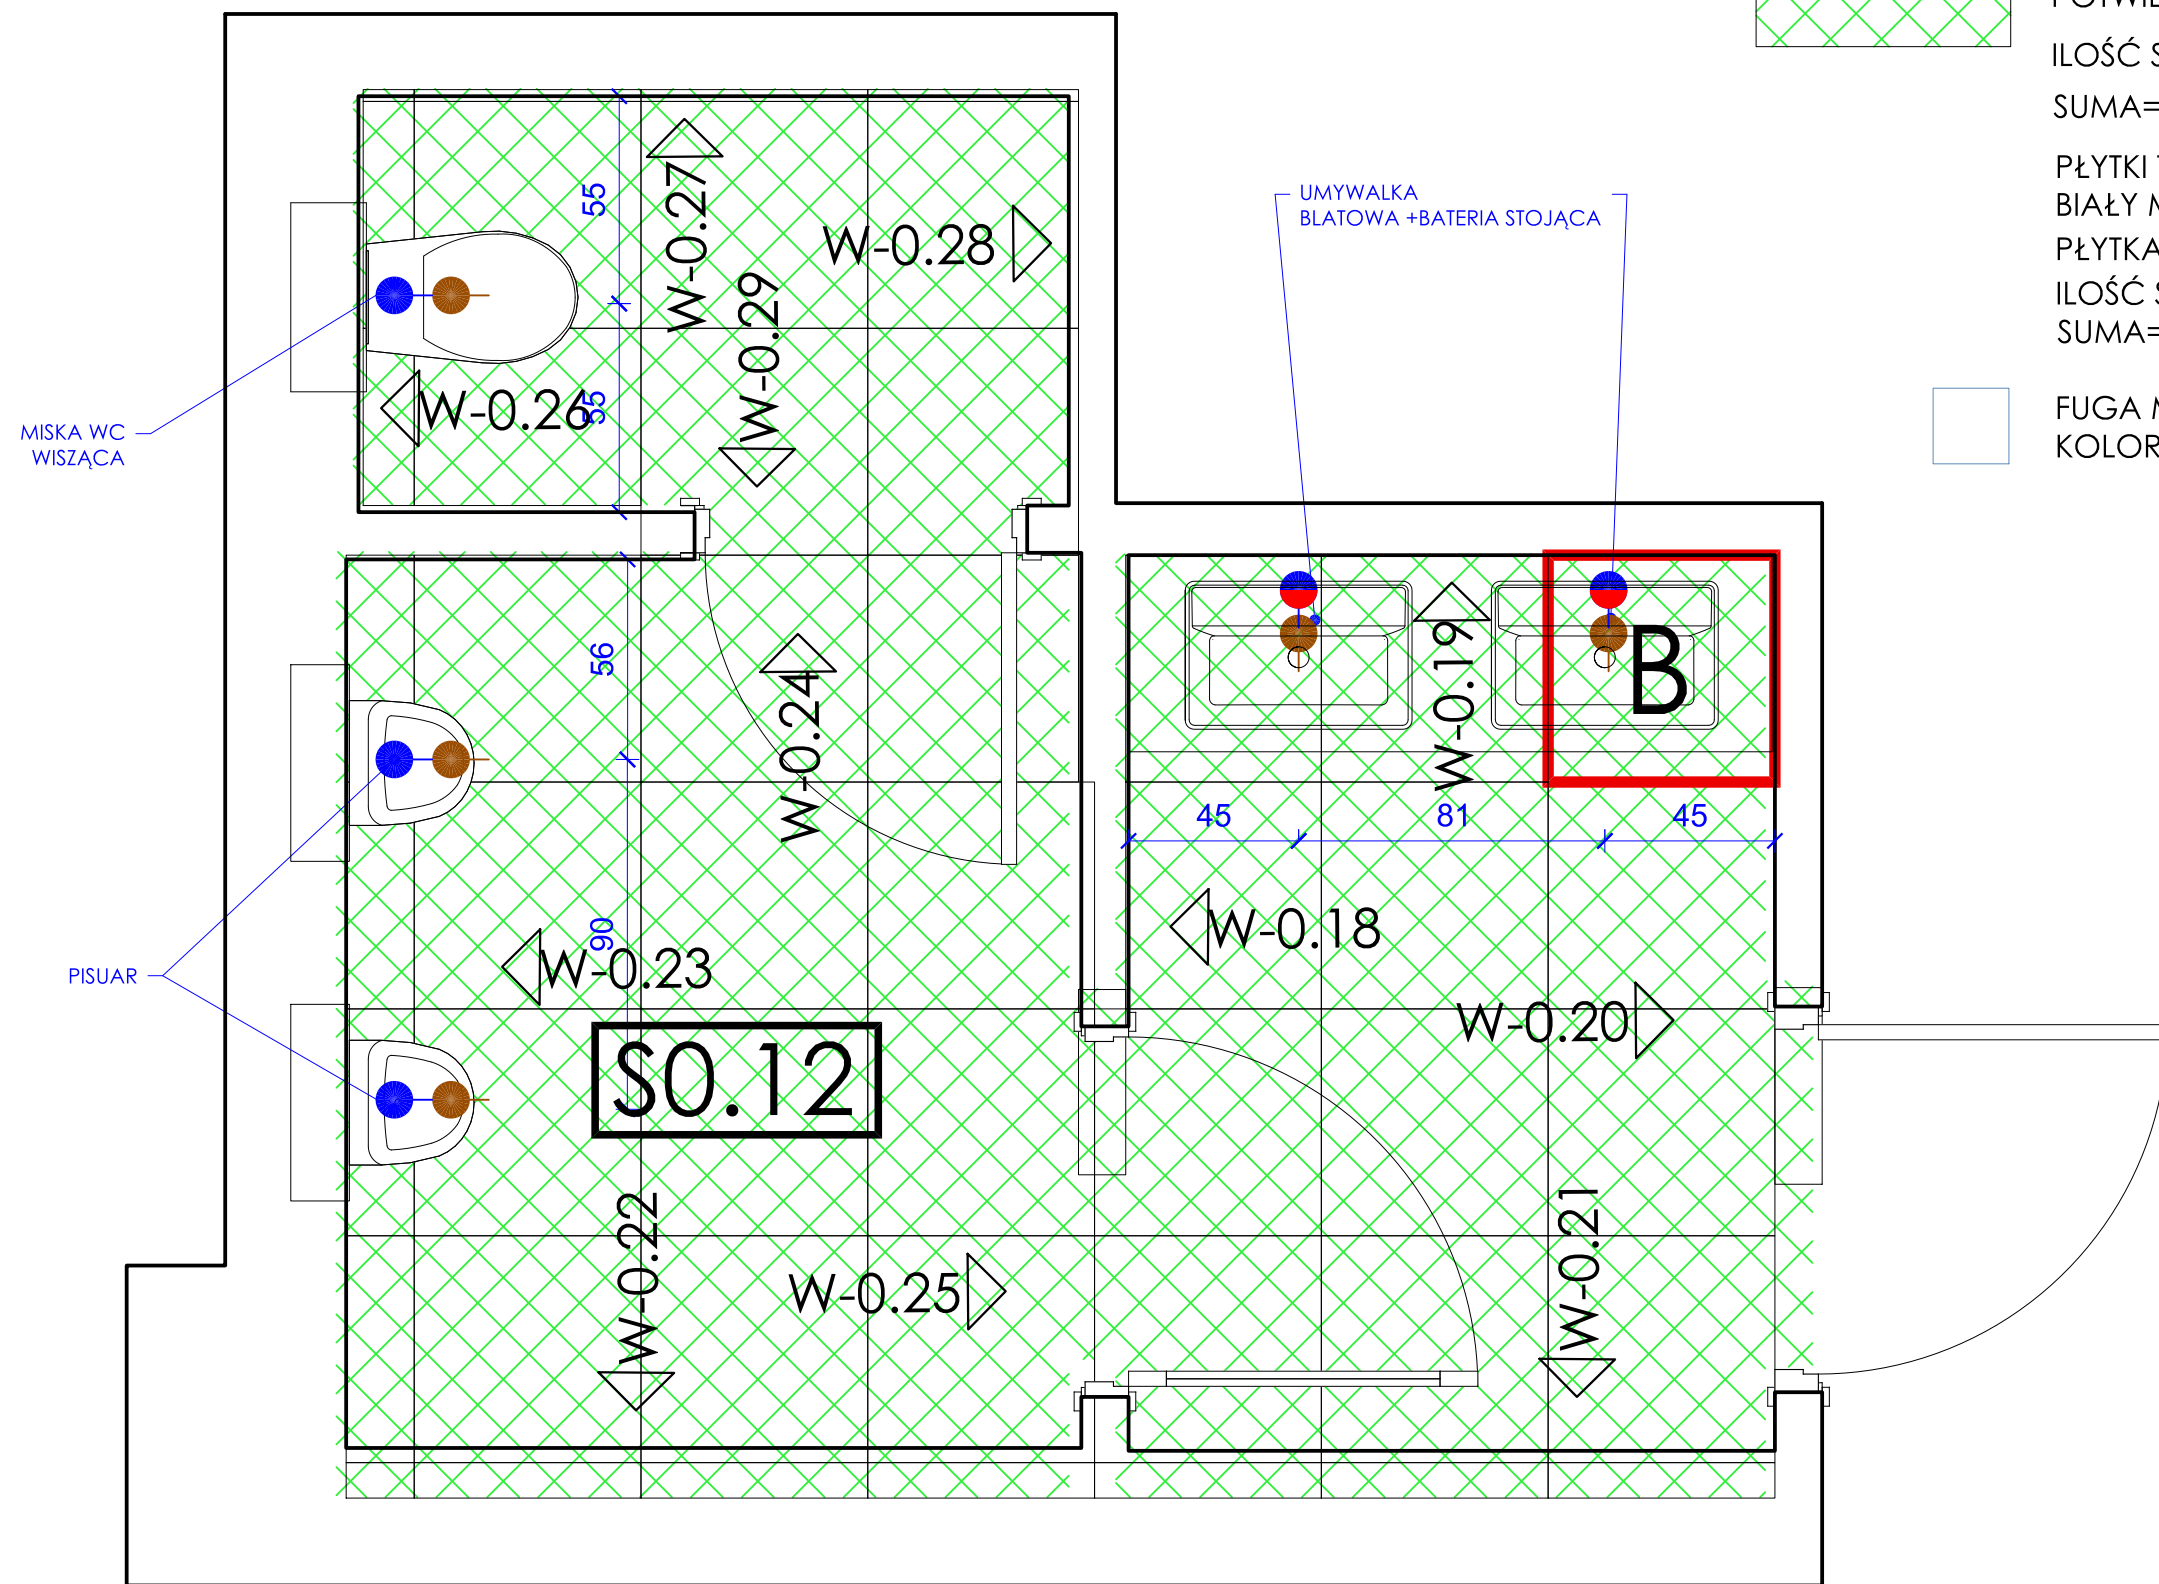 ILOŚĆ
SUMA=
PŁYTKI
BIAŁY
PŁYTKA
ILOŚĆ
SUMA=
FUGA
KOLOR
UMYWALKA
BLATOWA +BATERIA STOJĄCA
MISKA WC
WISZĄCA
PISUAR
55
55
W-0.27
W-0.28
W-0.29
W-0.26
56
90
W-0.24
W-0.23
S0.12
W-0.22
W-0.25
W-0.19
B
45
81
45
W-0.18
W-0.20
W-0.21